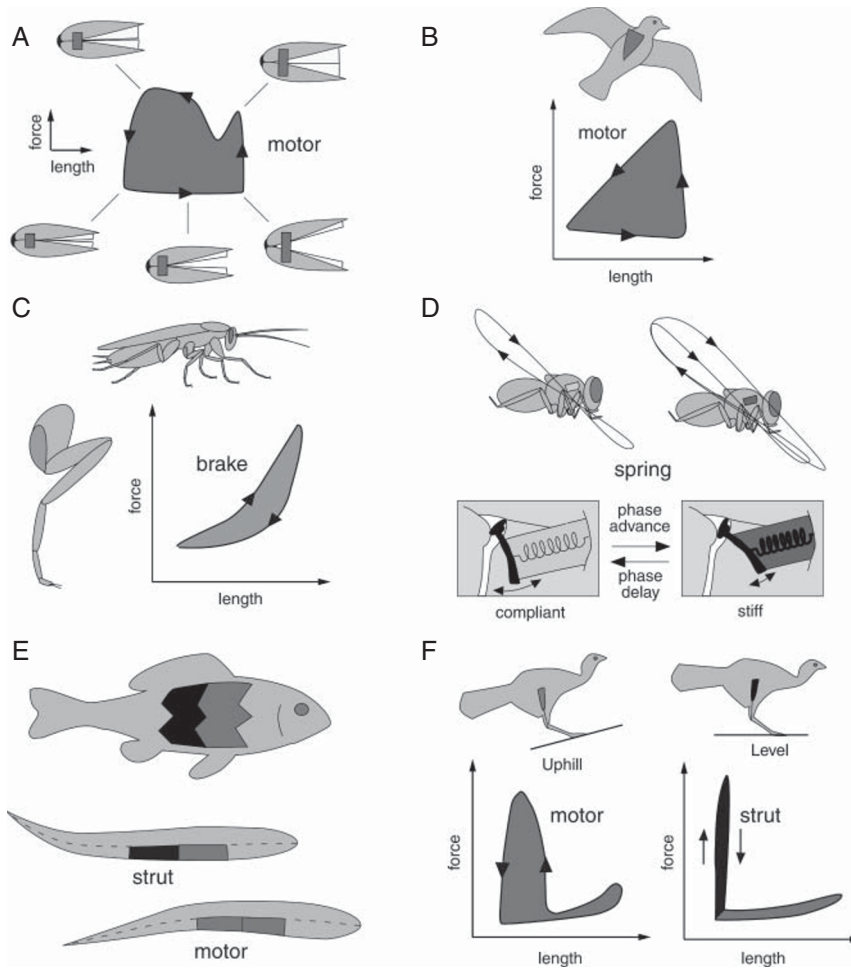 A
force
length
motor
B
motor
force
length
C
brake
force
length
D
spring
phase
advance
phase
delay
compliant
stiff
E
strut
motor
F
Uphill
Level
motor
force
length
strut
force
length